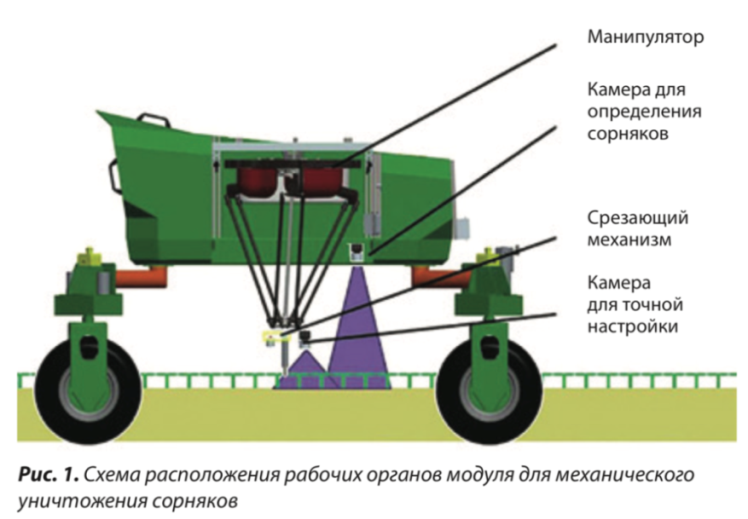 Манипулятор
Камера для
определения
сорняков
Срезающий
механизм
Камера
для точной
настройки
Рис. 1. Схема расположения рабочих органов модуля для механического
уничтожения сорняков